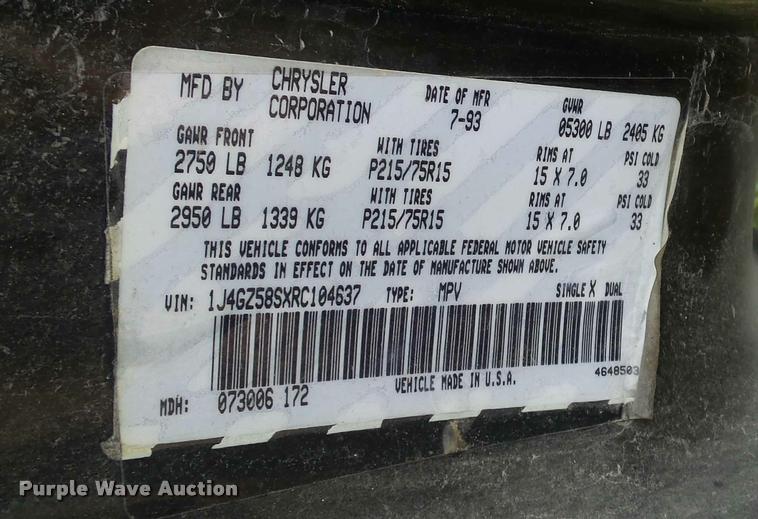 MFD BY CHRYSLER CORPORATION DATE OF MFR 7-93 GVWR 05300 LB 2405 KG
GAWR FRONT WITH TIRES RIMS AT PSI COLD
2750 LB 1248 KG P215/75R15 15 X 7.0 33
GAWR REAR WITH TIRES RIMS AT PSI COLD
2950 LB 1339 KG P215/75R15 15 X 7.0 33
THIS VEHICLE CONFORMS TO ALL APPLICABLE FEDERAL MOTOR VEHICLE SAFETY
STANDARDS IN EFFECT ON THE DATE OF MANUFACTURE SHOWN ABOVE.
VIN: 1J4GZ58SXRC104637 TYPE: MPV SINGLE X DUAL
4648503
MDH: 073006 172 VEHICLE MADE IN U.S.A.
Purple Wave Auction